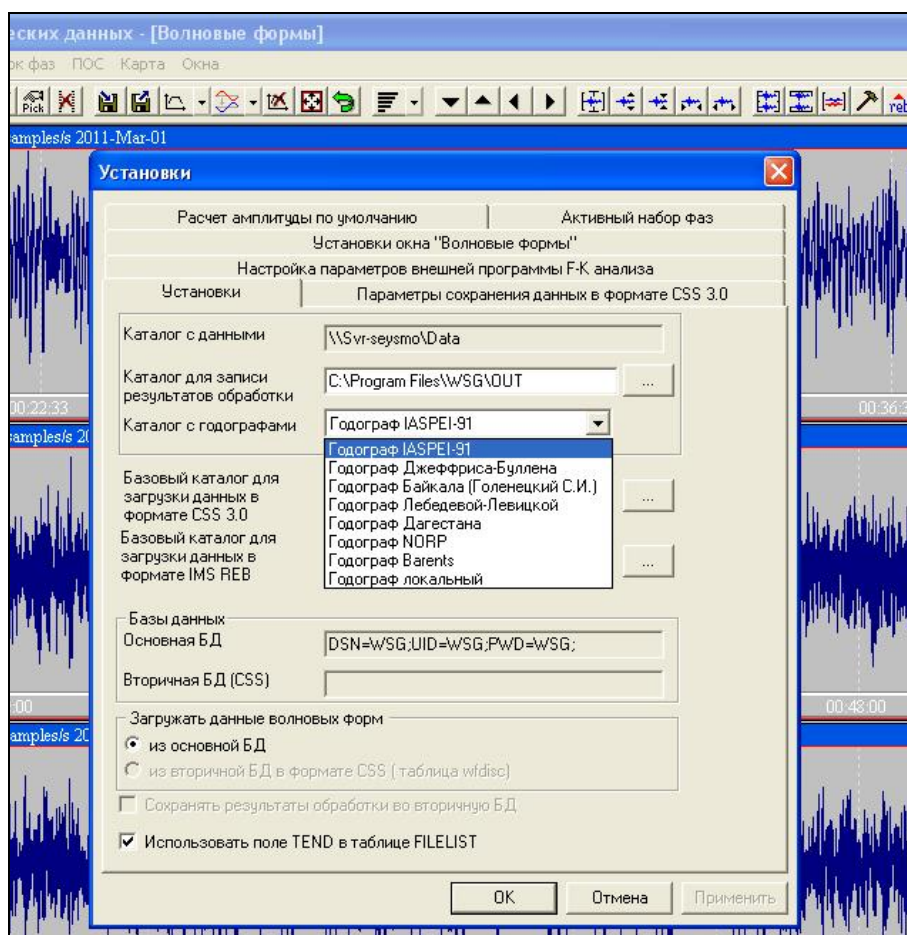 еских данных - [Волновые формы]
ок фаз ПОС Карта Окна
Pick
reb
amples/s 2011-Mar-01
Установки
Расчет амплитуды по умолчанию
Активный набор фаз
Установки окна "Волновые формы"
Настройка параметров внешней программы F-K анализа
Установки
Параметры сохранения данных в формате CSS 3.0
Каталог с данными
\\Svr-seysmo\Data
Каталог для записи
результатов обработки
C:\Program Files\WSG\OUT
...
00:22:33
00:36:3
Каталог с годографами
Годограф IASPEI-91
amples/s 20
Годограф IASPEI-91
Годограф Джеффриса-Буллена
Годограф Байкала (Голенецкий С.И.)
Годограф Лебедевой-Левицкой
Годограф Дагестана
Годограф NORP
Годограф Barents
Годограф локальный
Базовый каталог для
загрузки данных в
формате CSS 3.0
...
Базовый каталог для
загрузки данных в
формате IMS REB
...
Базы данных
Основная БД
DSN=WSG;UID=WSG;PWD=WSG;
Вторичная БД (CSS)
:00
00:48:00
amples/s 20
Загружать данные волновых форм
из основной БД
из вторичной БД в формате CSS ( таблица wfdisc)
Сохранять результаты обработки во вторичную БД
Использовать поле TEND в таблице FILELIST
OK
Отмена
Применить